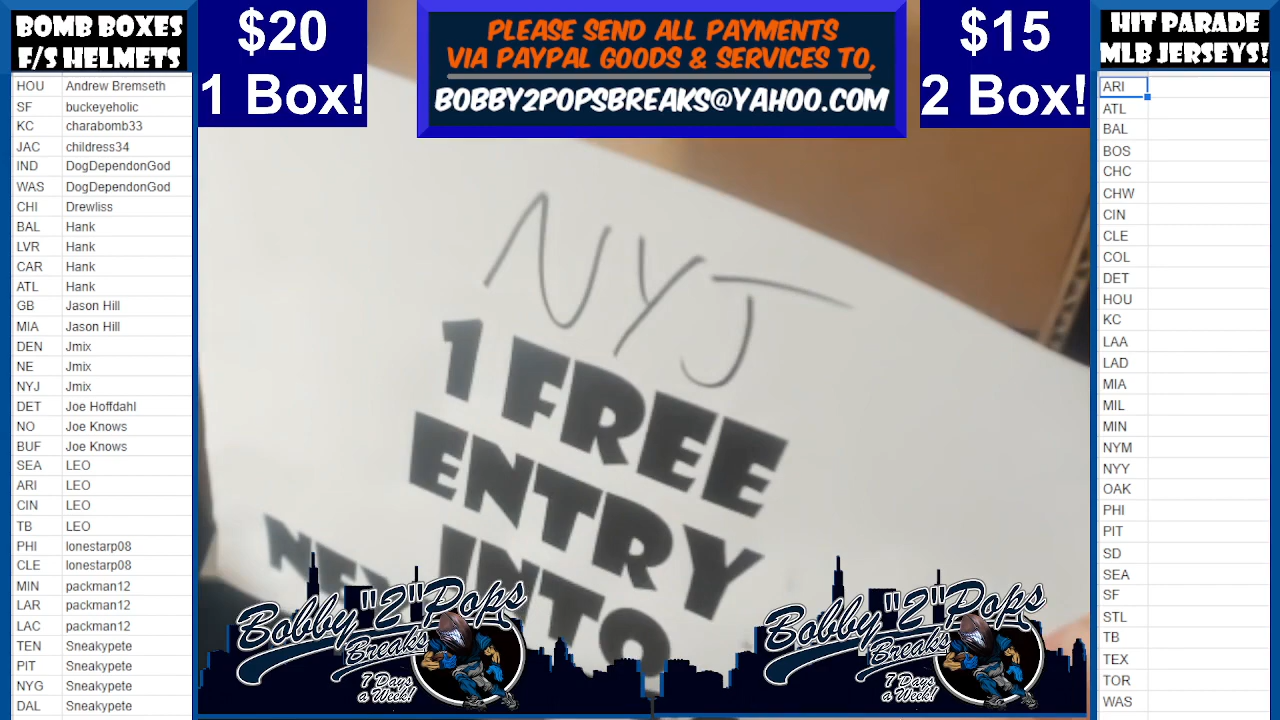 BOMB BOXES
F/S HELMETS
HOU Andrew Bremseth
SF buckeyeholic
KC charabomb33
JAC childress34
IND DogDependonGod
WAS DogDependonGod
CHI Drewliss
BAL Hank
LVR Hank
CAR Hank
ATL Hank
GB Jason Hill
MIA Jason Hill
DEN Jmix
NE Jmix
NYJ Jmix
DET Joe Hoffdahl
NO Joe Knows
BUF Joe Knows
SEA LEO
ARI LEO
CIN LEO
TB LEO
PHI lonestarp08
CLE lonestarp08
MIN packman12
LAR packman12
LAC packman12
TEN Sneakypete
PIT Sneakypete
NYG Sneakypete
DAL Sneakypete
$20
1 Box!
PLEASE SEND ALL PAYMENTS
VIA PAYPAL GOODS & SERVICES TO,
BOBBY2POPSBREAKS@YAHOO.COM
$15
2 Box!
NYJ
1 FREE
ENTRY
INTO
Bobby "2" Pops
Breaks
7 Days
a Week!
Bobby "2" Pops
Breaks
7 Days
a Week!
HIT PARADE
MLB JERSEYS!
ARI
ATL
BAL
BOS
CHC
CHW
CIN
CLE
COL
DET
HOU
KC
LAA
LAD
MIA
MIL
MIN
NYM
NYY
OAK
PHI
PIT
SD
SEA
SF
STL
TB
TEX
TOR
WAS